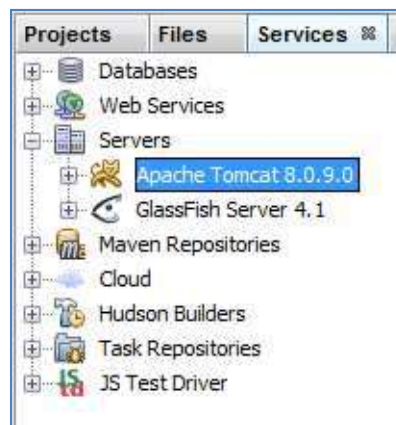 Projects Files Services
Databases
Web Services
Servers
Apache Tomcat 8.0.9.0
GlassFish Server 4.1
Maven Repositories
Cloud
Hudson Builders
Task Repositories
JS Test Driver